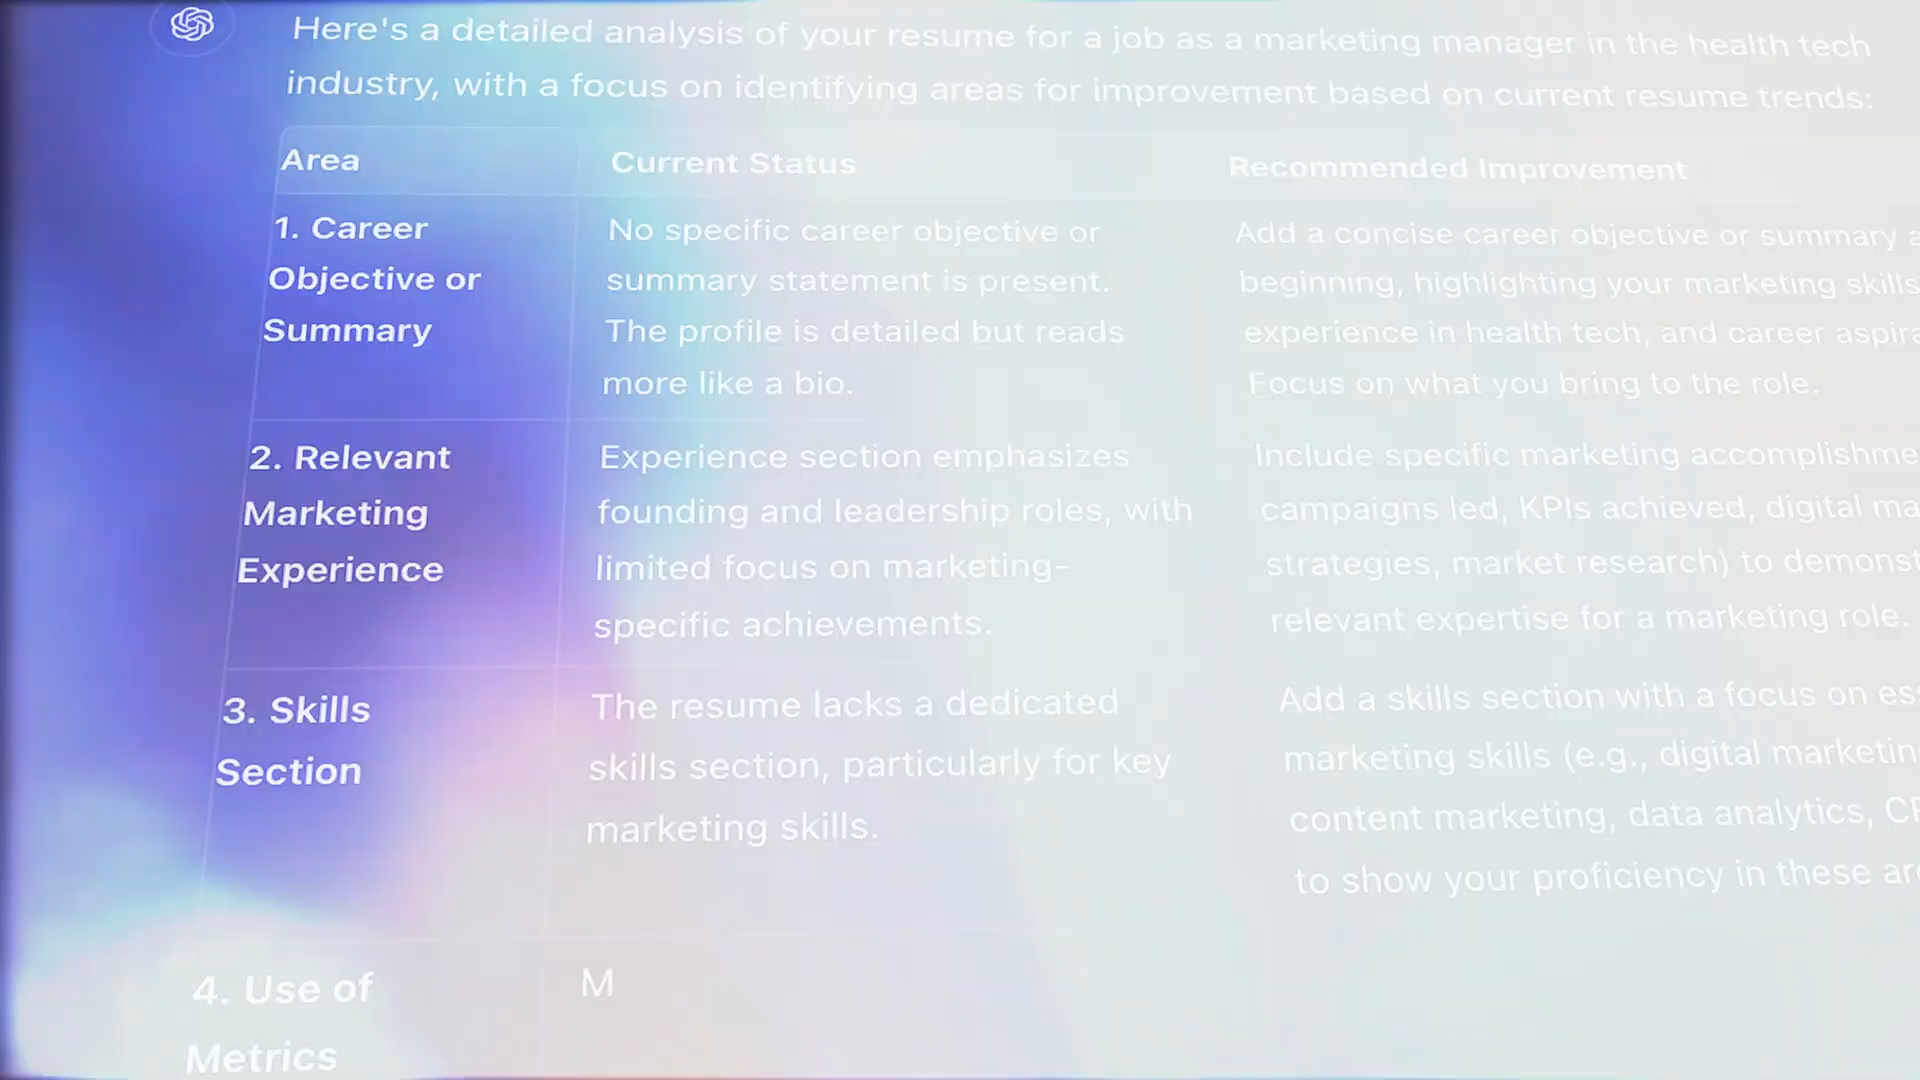 Here's a detailed analysis of your resume for a job as a marketing manager in the health tech
industry, with a focus on identifying areas for improvement based on current resume trends:
Area
Current Status
Recommended Improvement
1. Career
Objective or
Summary
No specific career objective or
summary statement is present.
The profile is detailed but reads
more like a bio.
Add a concise career objective or summary
beginning, highlighting your marketing skills
experience in health tech, and career
Focus on what you bring to the role.
2. Relevant
Marketing
Experience
Experience section emphasizes
founding and leadership roles, with
limited focus on marketing-
specific achievements.
Include specific marketing
campaigns led, KPIs achieved, digital
strategies, market research) to
relevant expertise for a marketing role.
3. Skills
Section
The resume lacks a dedicated
skills section, particularly for key
marketing skills.
Add a skills section with a focus on
marketing skills (e.g., digital
content marketing, data analytics,
to show your proficiency in these
4. Use of
Metrics
M